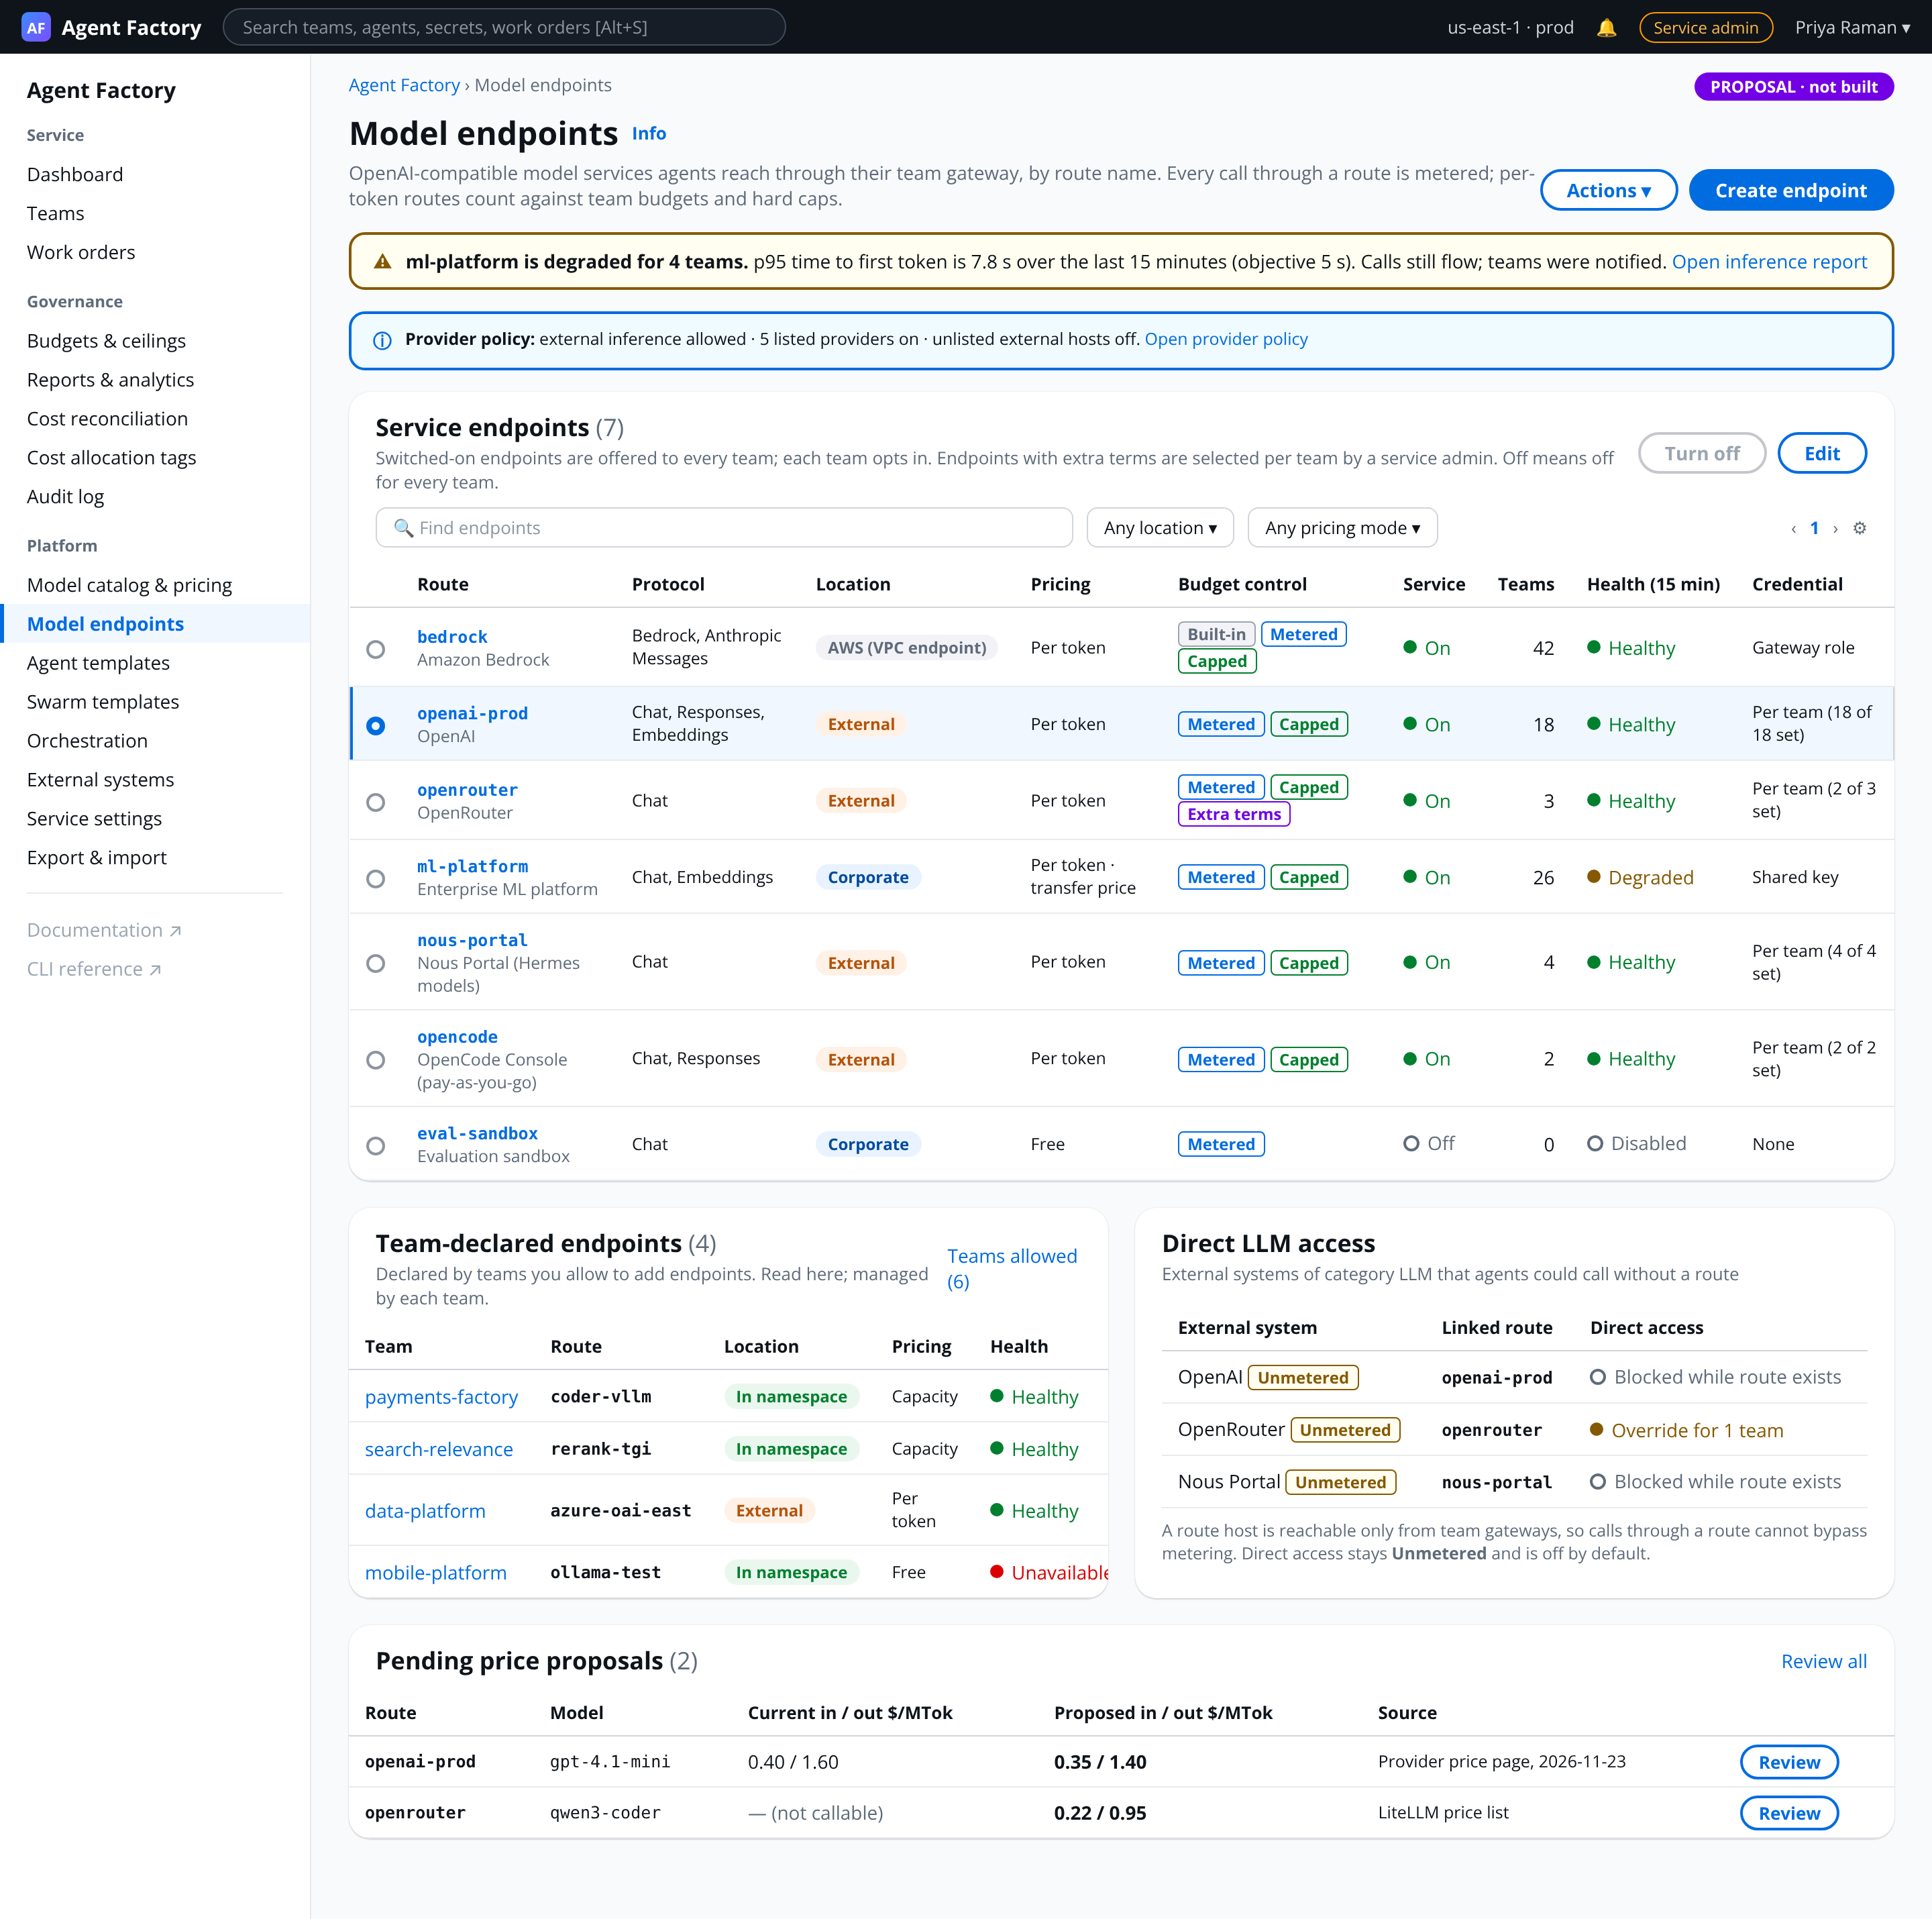 AF Agent Factory
Search teams, agents, secrets, work orders [Alt+S]
us-east-1 · prod
Service admin
Priya Raman ▾
Agent Factory
Service
Dashboard
Teams
Work orders
Governance
Budgets & ceilings
Reports & analytics
Cost reconciliation
Cost allocation tags
Audit log
Platform
Model catalog & pricing
Model endpoints
Agent templates
Swarm templates
Orchestration
External systems
Service settings
Export & import
Documentation ↗
CLI reference ↗
Agent Factory › Model endpoints
PROPOSAL · not built
Model endpoints Info
OpenAI-compatible model services agents reach through their team gateway, by route name. Every call through a route is metered; per-
token routes count against team budgets and hard caps.
Actions ▾
Create endpoint
ml-platform is degraded for 4 teams. p95 time to first token is 7.8 s over the last 15 minutes (objective 5 s). Calls still flow; teams were notified. Open inference report
Provider policy: external inference allowed · 5 listed providers on · unlisted external hosts off. Open provider policy
Service endpoints (7)
Switched-on endpoints are offered to every team; each team opts in. Endpoints with extra terms are selected per team by a service admin. Off means off
for every team.
Turn off
Edit
Find endpoints
Any location ▾
Any pricing mode ▾
‹ 1 ›
Route Protocol Location Pricing Budget control Service Teams Health (15 min) Credential
bedrock
Amazon Bedrock
Bedrock, Anthropic
Messages
AWS (VPC endpoint)
Per token
Built-in Metered
Capped
On
42
Healthy
Gateway role
openai-prod
OpenAI
Chat, Responses,
Embeddings
External
Per token
Metered Capped
On
18
Healthy
Per team (18 of
18 set)
openrouter
OpenRouter
Chat
External
Per token
Metered Capped
Extra terms
On
3
Healthy
Per team (2 of 3
set)
ml-platform
Enterprise ML platform
Chat, Embeddings
Corporate
Per token ·
transfer price
Metered Capped
On
26
Degraded
Shared key
nous-portal
Nous Portal (Hermes
models)
Chat
External
Per token
Metered Capped
On
4
Healthy
Per team (4 of 4
set)
opencode
OpenCode Console
(pay-as-you-go)
Chat, Responses
External
Per token
Metered Capped
On
2
Healthy
Per team (2 of 2
set)
eval-sandbox
Evaluation sandbox
Chat
Corporate
Free
Metered
Off
0
Disabled
None
Team-declared endpoints (4)
Declared by teams you allow to add endpoints. Read here; managed
by each team.
Teams allowed
(6)
Team Route Location Pricing Health
payments-factory coder-vllm In namespace Capacity Healthy
search-relevance rerank-tgi In namespace Capacity Healthy
data-platform azure-oai-east External
Per
token
Healthy
mobile-platform ollama-test In namespace Free Unavailable
Direct LLM access
External systems of category LLM that agents could call without a route
External system Linked route Direct access
OpenAI Unmetered openai-prod Blocked while route exists
OpenRouter Unmetered openrouter Override for 1 team
Nous Portal Unmetered nous-portal Blocked while route exists
A route host is reachable only from team gateways, so calls through a route cannot bypass
metering. Direct access stays Unmetered and is off by default.
Pending price proposals (2)
Review all
Route Model Current in / out $/MTok Proposed in / out $/MTok Source
openai-prod gpt-4.1-mini 0.40 / 1.60 0.35 / 1.40 Provider price page, 2026-11-23 Review
openrouter qwen3-coder — (not callable) 0.22 / 0.95 LiteLLM price list Review